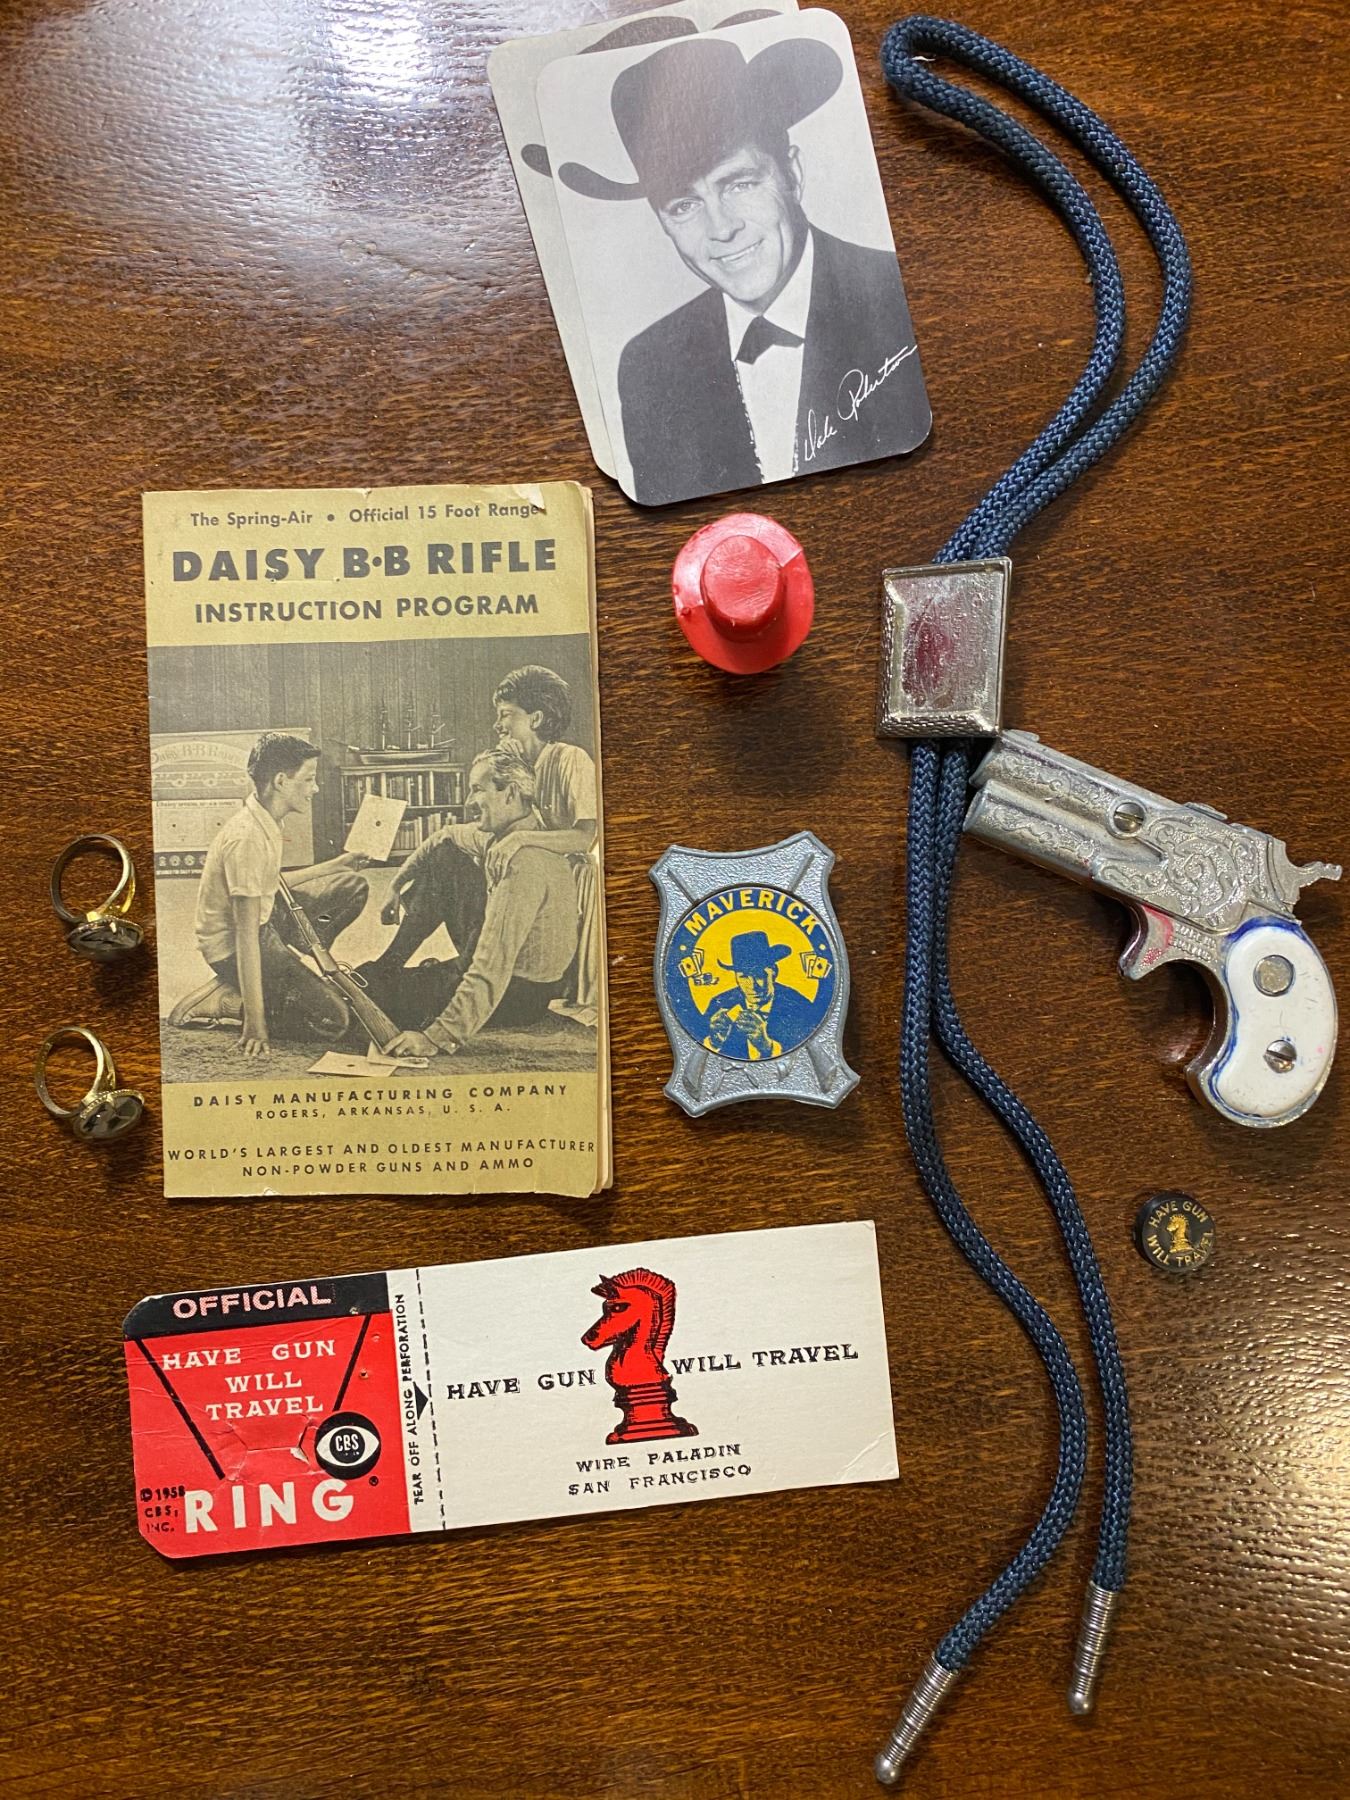 Dale Robertson
The Spring-Air • Official 15 Foot Range
DAISY B•B RIFLE
INSTRUCTION PROGRAM
DAISY MANUFACTURING COMPANY
ROGERS, ARKANSAS, U. S. A.
WORLD'S LARGEST AND OLDEST MANUFACTURER
NON-POWDER GUNS AND AMMO
• MAVERICK •
HAVE GUN
WILL TRAVEL
OFFICIAL
HAVE GUN
WILL
TRAVEL
CBS
®
RING
© 1958
CBS,
INC.
TEAR OFF ALONG PERFORATION
HAVE GUN WILL TRAVEL
WIRE PALADIN
SAN FRANCISCO